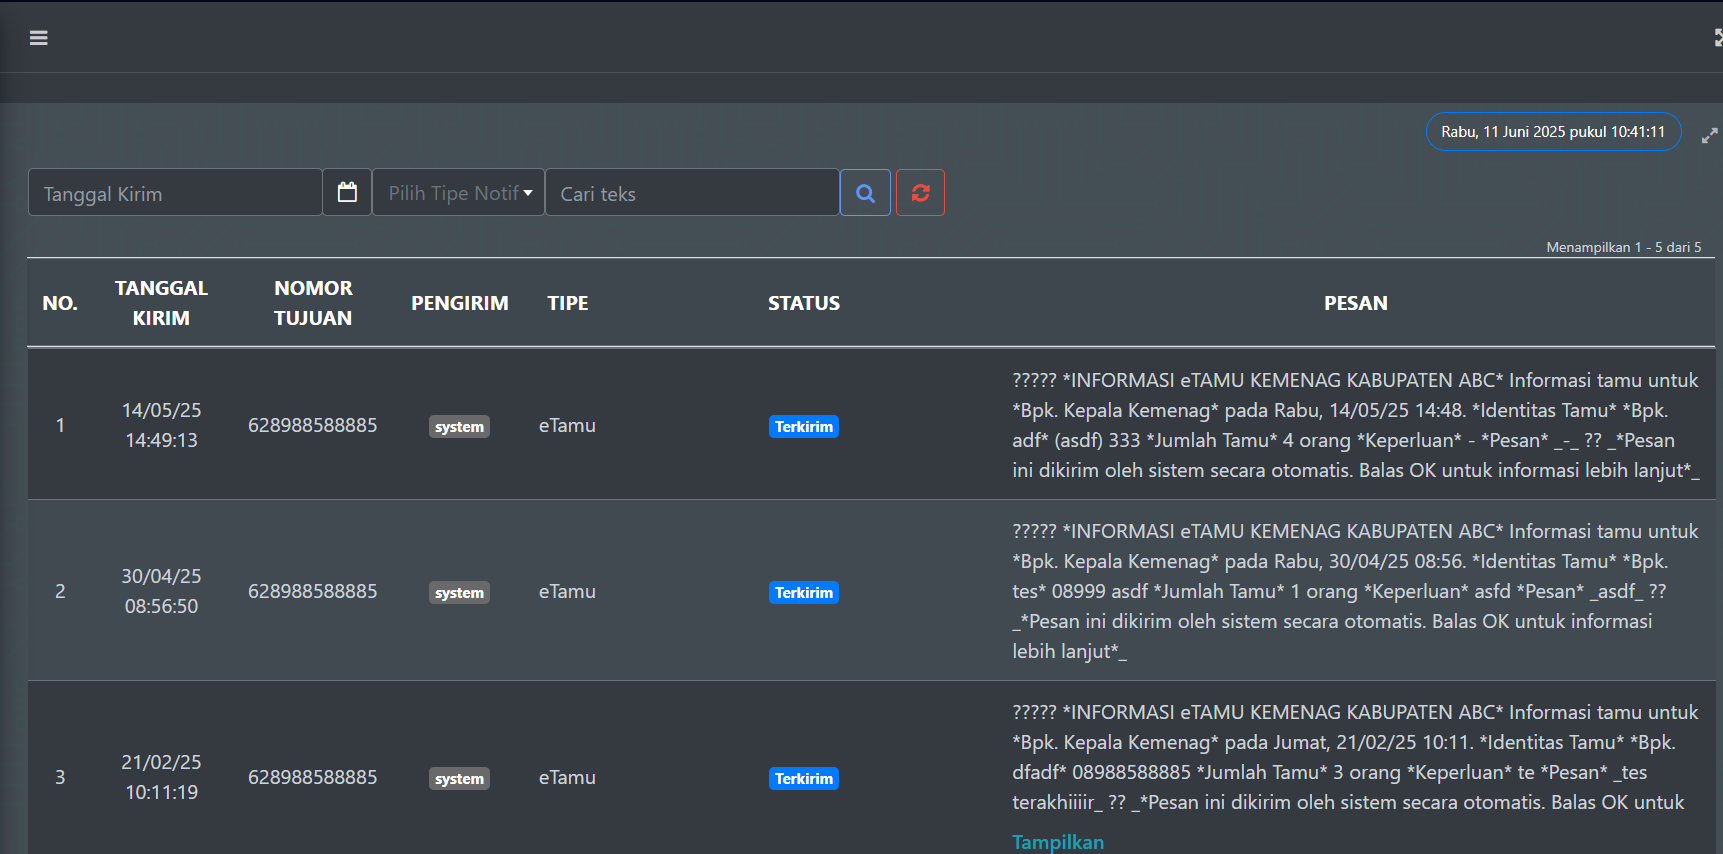 Rabu, 11 Juni 2025 pukul 10:41:11
Tanggal Kirim
Pilih Tipe Notif
Cari teks
Menampilkan 1 - 5 dari 5
NO.
TANGGAL
KIRIM
NOMOR
TUJUAN
PENGIRIM
TIPE
STATUS
PESAN
1
14/05/25
14:49:13
628988588885
system
eTamu
Terkirim
????? *INFORMASI eTAMU KEMENAG KABUPATEN ABC* Informasi tamu untuk
*Bpk. Kepala Kemenag* pada Rabu, 14/05/25 14:48. *Identitas Tamu* *Bpk.
adf* (asdf) 333 *Jumlah Tamu* 4 orang *Keperluan* - *Pesan* _-_ ?? _*Pesan
ini dikirim oleh sistem secara otomatis. Balas OK untuk informasi lebih lanjut*_
2
30/04/25
08:56:50
628988588885
system
eTamu
Terkirim
????? *INFORMASI eTAMU KEMENAG KABUPATEN ABC* Informasi tamu untuk
*Bpk. Kepala Kemenag* pada Rabu, 30/04/25 08:56. *Identitas Tamu* *Bpk.
tes* 08999 asdf *Jumlah Tamu* 1 orang *Keperluan* asfd *Pesan* _asdf_ ??
_*Pesan ini dikirim oleh sistem secara otomatis. Balas OK untuk informasi
lebih lanjut*_
3
21/02/25
10:11:19
628988588885
system
eTamu
Terkirim
????? *INFORMASI eTAMU KEMENAG KABUPATEN ABC* Informasi tamu untuk
*Bpk. Kepala Kemenag* pada Jumat, 21/02/25 10:11. *Identitas Tamu* *Bpk.
dfadf* 08988588885 *Jumlah Tamu* 3 orang *Keperluan* te *Pesan* _tes
terakhiiiir_ ?? _*Pesan ini dikirim oleh sistem secara otomatis. Balas OK untuk
Tampilkan